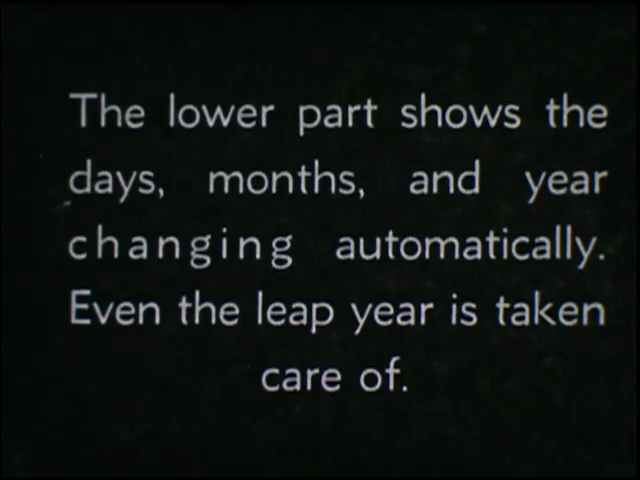 The lower part shows the
days, months, and year
changing automatically.
Even the leap year is taken
care of.